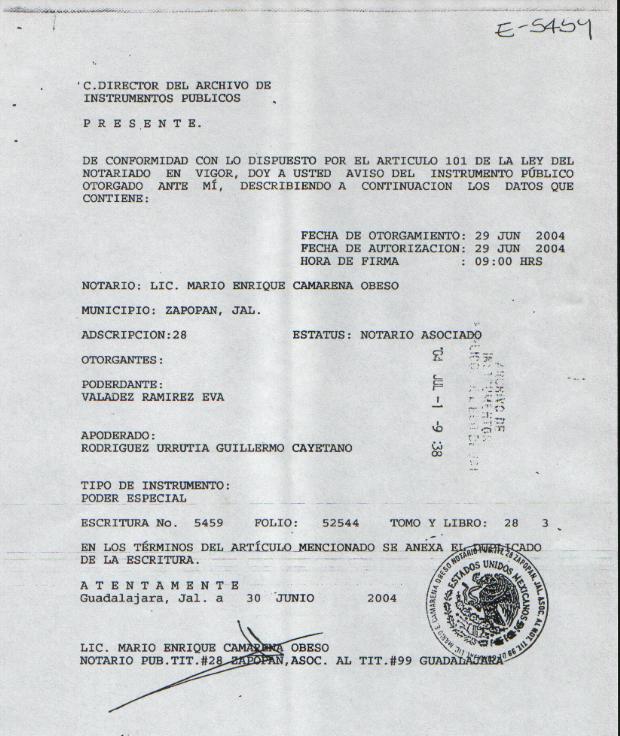 E-5459
C.DIRECTOR DEL ARCHIVO DE
INSTRUMENTOS PUBLICOS
P R E S E N T E.
DE CONFORMIDAD CON LO DISPUESTO POR EL ARTICULO 101 DE LA LEY DEL
NOTARIADO EN VIGOR, DOY A USTED AVISO DEL INSTRUMENTO PÚBLICO
OTORGADO ANTE MÍ, DESCRIBIENDO A CONTINUACION LOS DATOS QUE
CONTIENE:
FECHA DE OTORGAMIENTO: 29 JUN 2004
FECHA DE AUTORIZACION: 29 JUN 2004
HORA DE FIRMA : 09:00 HRS
NOTARIO: LIC. MARIO ENRIQUE CAMARENA OBESO
MUNICIPIO: ZAPOPAN, JAL.
ADSCRIPCION:28 ESTATUS: NOTARIO ASOCIADO
OTORGANTES:
PODERDANTE:
VALADEZ RAMIREZ EVA
APODERADO:
RODRIGUEZ URRUTIA GUILLERMO CAYETANO
ARCHIVO DE
INSTRUMENTOS
'04 JUL -1 -9 :38
TIPO DE INSTRUMENTO:
PODER ESPECIAL
ESCRITURA No. 5459 FOLIO: 52544 TOMO Y LIBRO: 28 3
EN LOS TÉRMINOS DEL ARTÍCULO MENCIONADO SE ANEXA EL DUPLICADO
DE LA ESCRITURA.
A T E N T A M E N T E
Guadalajara, Jal. a 30 JUNIO 2004
ESTADOS UNIDOS MEXICANOS
LIC. MARIO ENRIQUE CAMARENA OBESO
NOTARIO PUB.TIT.#28 ZAPOPAN,ASOC. AL TIT.#99 GUADALAJARA